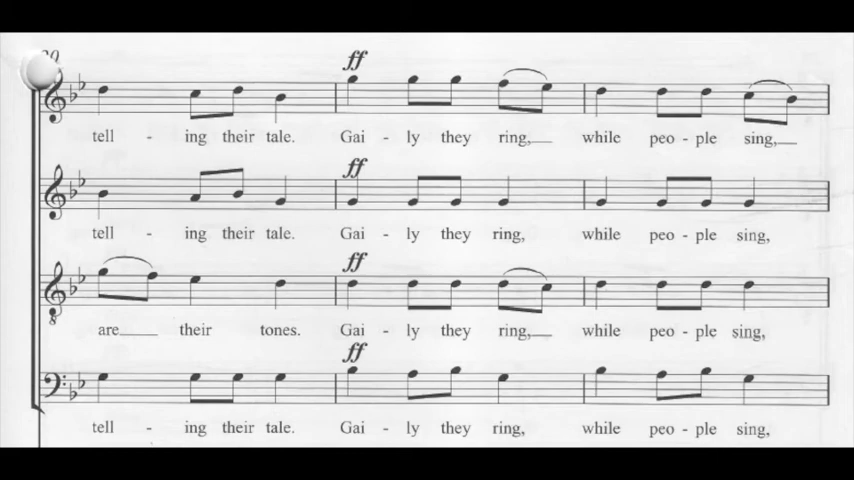 ff
tell - ing their tale. Gai - ly they ring, while peo - ple sing,
ff
tell - ing their tale. Gai - ly they ring, while peo - ple sing,
ff
are their tones. Gai - ly they ring, while peo - ple sing,
ff
tell - ing their tale. Gai - ly they ring, while peo - ple sing,